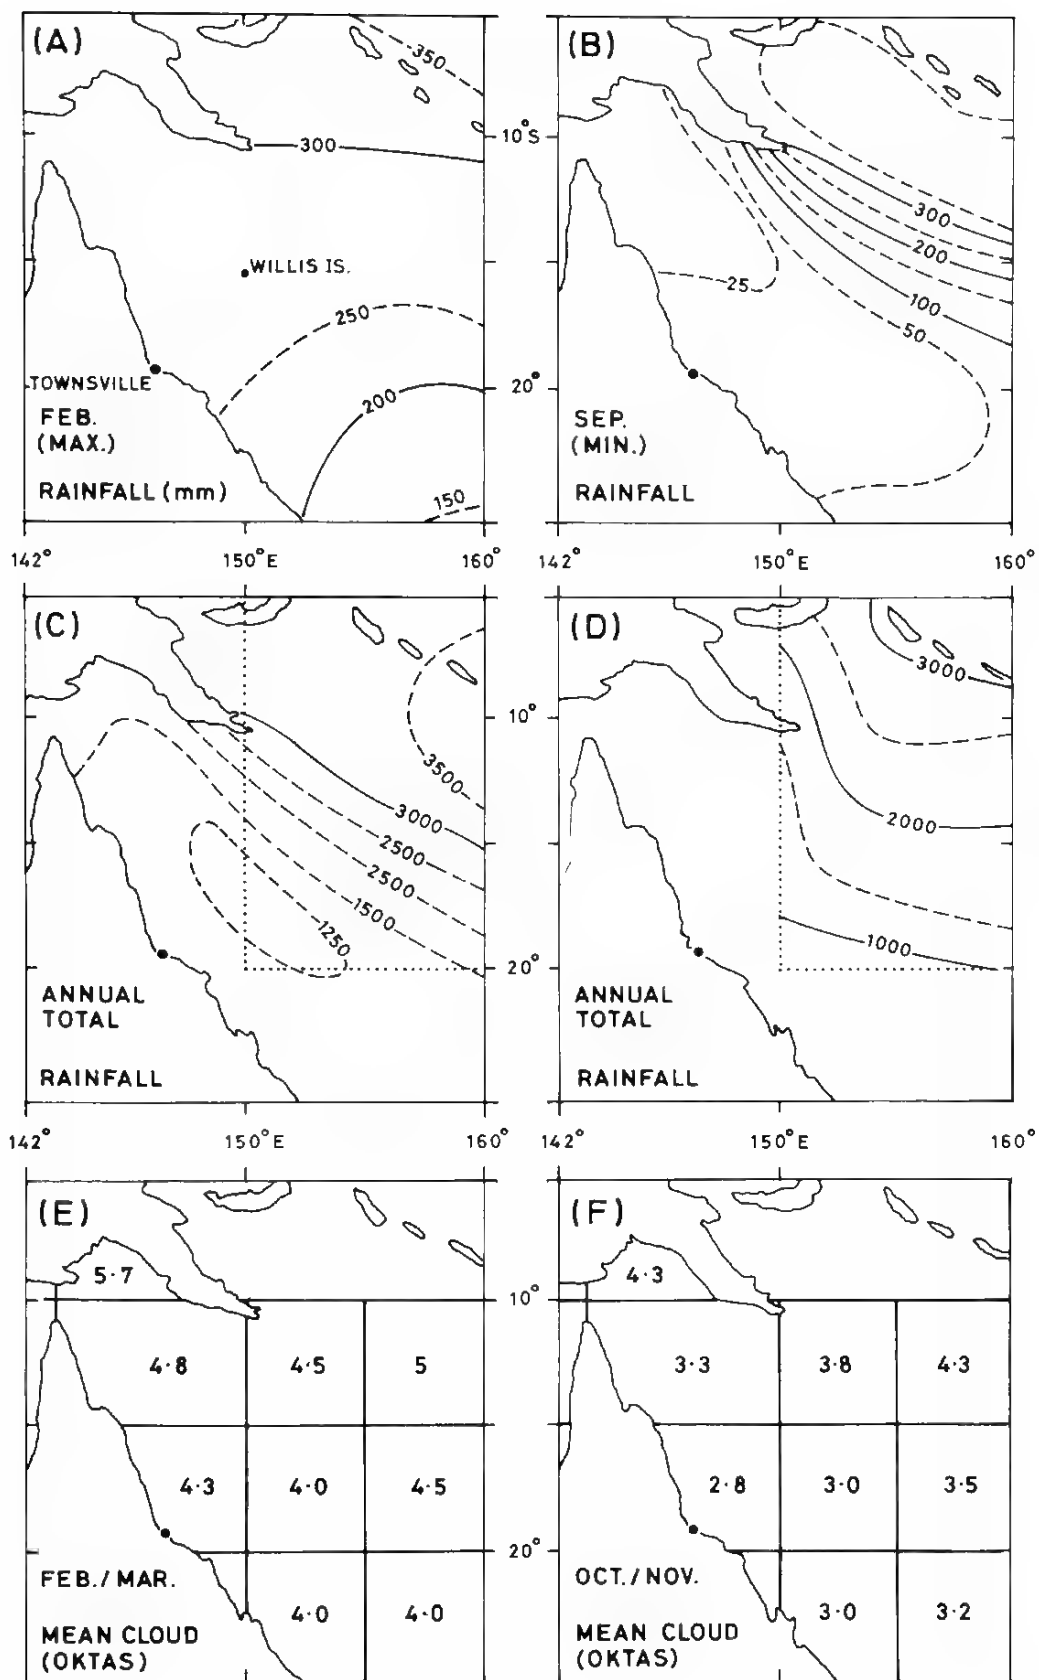 (A)
350
10°S
300
WILLIS IS.
250
TOWNSVILLE
200
20°
FEB.
(MAX.)
RAINFALL (mm)
150
(B)
300
200
25
100
50
SEP.
(MIN.)
RAINFALL
142° 150°E 160° 142° 150°E 160°
(C)
10°
3500
3000
2500
2500
1500
1250
20°
ANNUAL
TOTAL
RAINFALL
(D)
3000
2000
1000
ANNUAL
TOTAL
RAINFALL
142° 150°E 160° 142° 150°E 160°
(E)
5·7
10°
4·8 4·5 5
4·3 4·0 4·5
20°
FEB./MAR.
4·0 4·0
MEAN CLOUD
(OKTAS)
(F)
4·3
3·3 3·8 4·3
2·8 3·0 3·5
OCT./NOV.
3·0 3·2
MEAN CLOUD
(OKTAS)